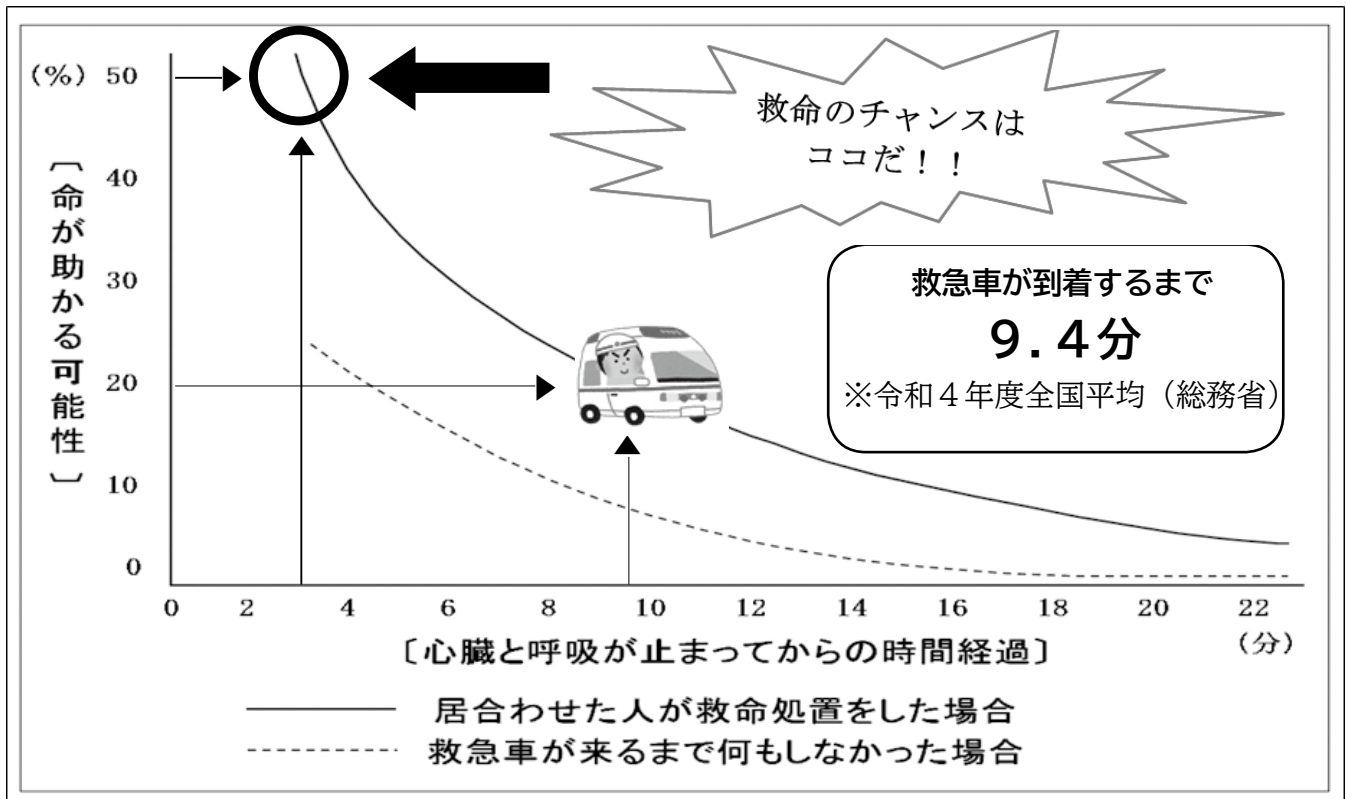 (%)
50
40
30
20
10
0
〔命が助かる可能性〕
救命のチャンスは
ココだ！！
救急車が到着するまで
９.４分
※令和４年度全国平均（総務省）
0 2 4 6 8 10 12 14 16 18 20 22
(分)
〔心臓と呼吸が止まってからの時間経過〕
居合わせた人が救命処置をした場合
救急車が来るまで何もしなかった場合